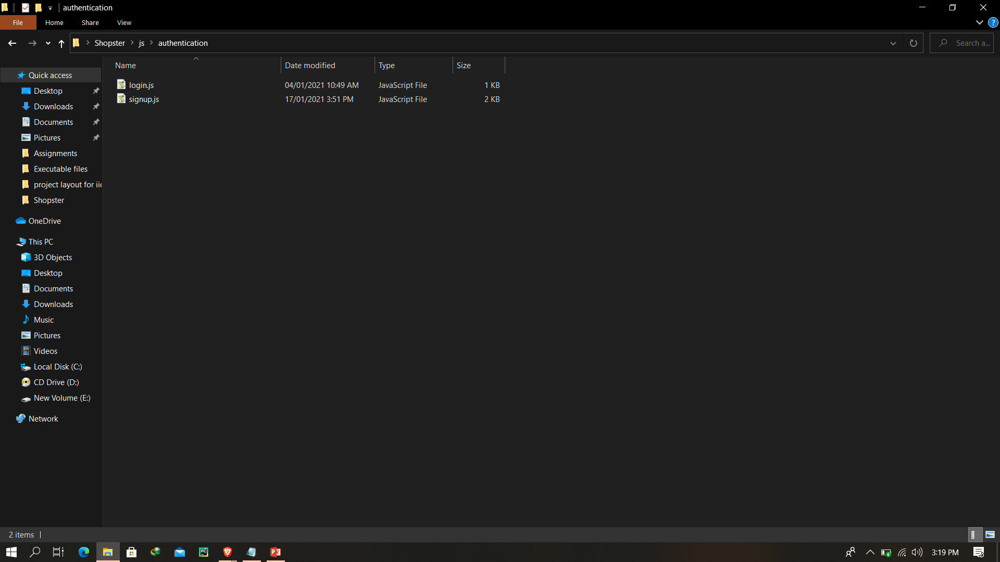 authentication
File Home Share View
Shopster js authentication
Search a...
Name Date modified Type Size
login.js 04/01/2021 10:49 AM JavaScript File 1 KB
signup.js 17/01/2021 3:51 PM JavaScript File 2 KB
Quick access
Desktop
Downloads
Documents
Pictures
Assignments
Executable files
project layout for iic
Shopster
OneDrive
This PC
3D Objects
Desktop
Documents
Downloads
Music
Pictures
Videos
Local Disk (C:)
CD Drive (D:)
New Volume (E:)
Network
2 items
3:19 PM